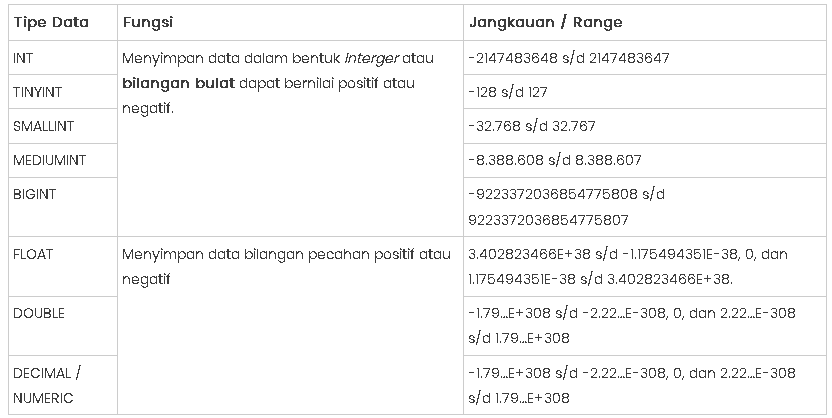 Tipe Data Fungsi Jangkauan / Range
INT Menyimpan data dalam bentuk interger atau -2147483648 s/d 2147483647
bilangan bulat dapat bernilai positif atau
negatif.
TINYINT -128 s/d 127
SMALLINT -32.768 s/d 32.767
MEDIUMINT -8.388.608 s/d 8.388.607
BIGINT -9223372036854775808 s/d
9223372036854775807
FLOAT Menyimpan data bilangan pecahan positif atau 3.402823466E+38 s/d -1.175494351E-38, 0, dan
negatif 1.175494351E-38 s/d 3.402823466E+38.
DOUBLE -1.79…E+308 s/d -2.22…E-308, 0, dan 2.22…E-308
s/d 1.79…E+308
DECIMAL / -1.79…E+308 s/d -2.22…E-308, 0, dan 2.22…E-308
NUMERIC s/d 1.79…E+308